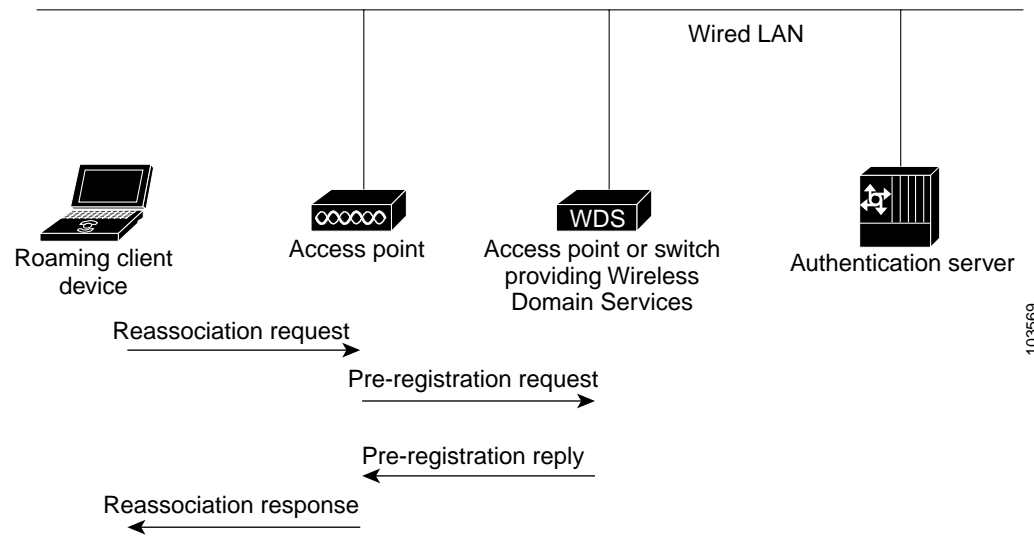 Wired LAN
WDS
Roaming client
device
Access point
Access point or switch
providing Wireless
Domain Services
Authentication server
103569
Reassociation request
Pre-registration request
Pre-registration reply
Reassociation response